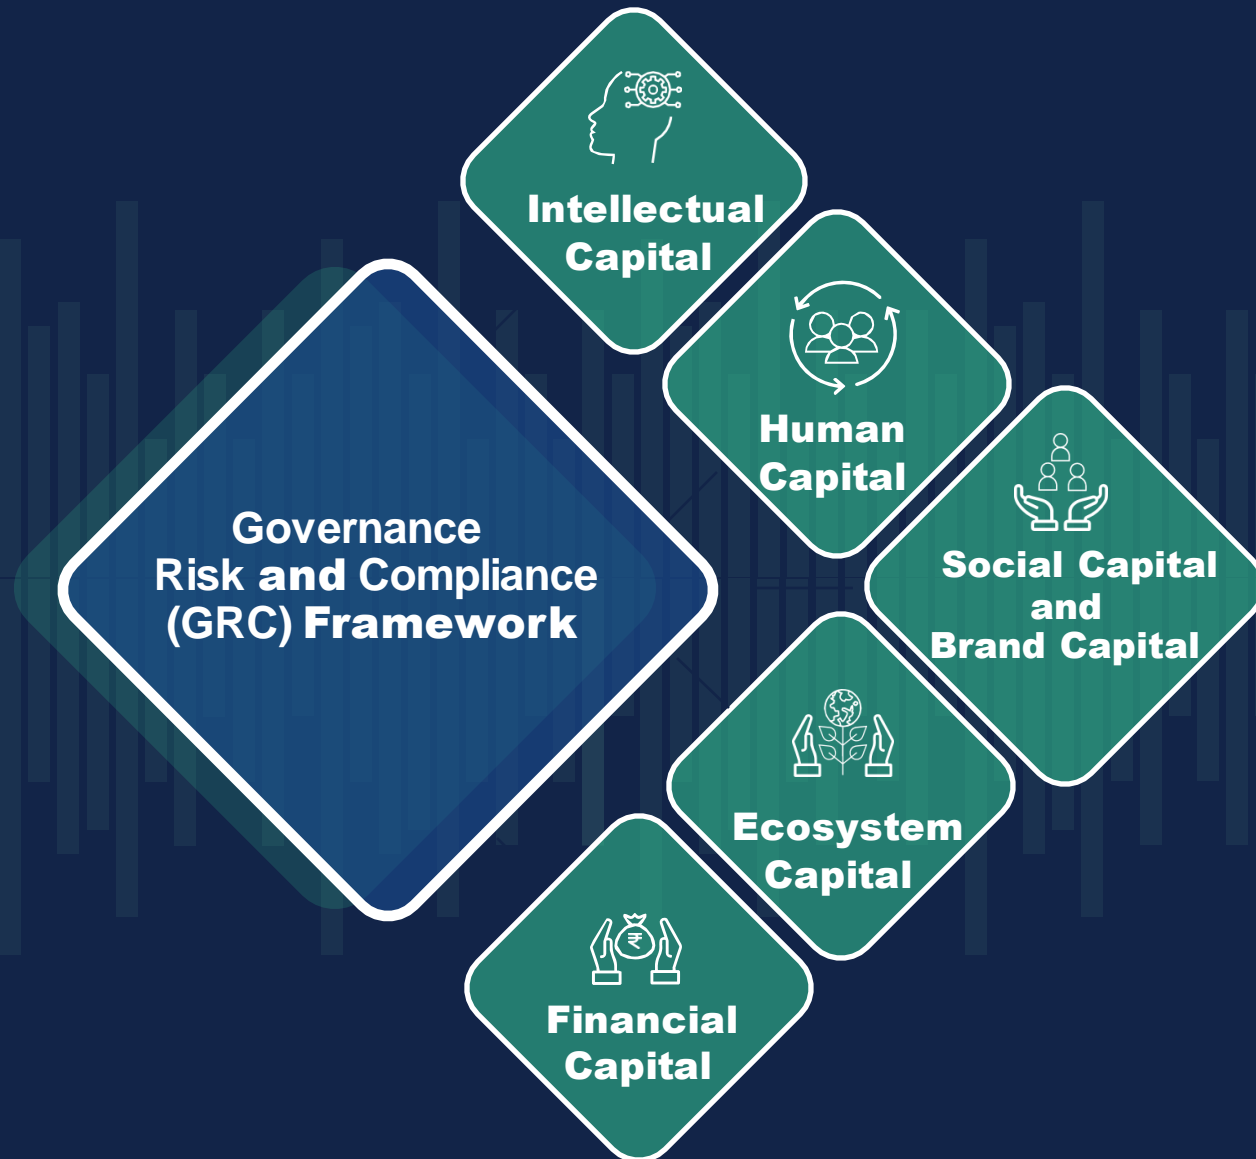 Intellectual
Capital
Human
Capital
Governance
Risk and Compliance
(GRC) Framework
Social Capital
and
Brand Capital
Ecosystem
Capital
₹
Financial
Capital